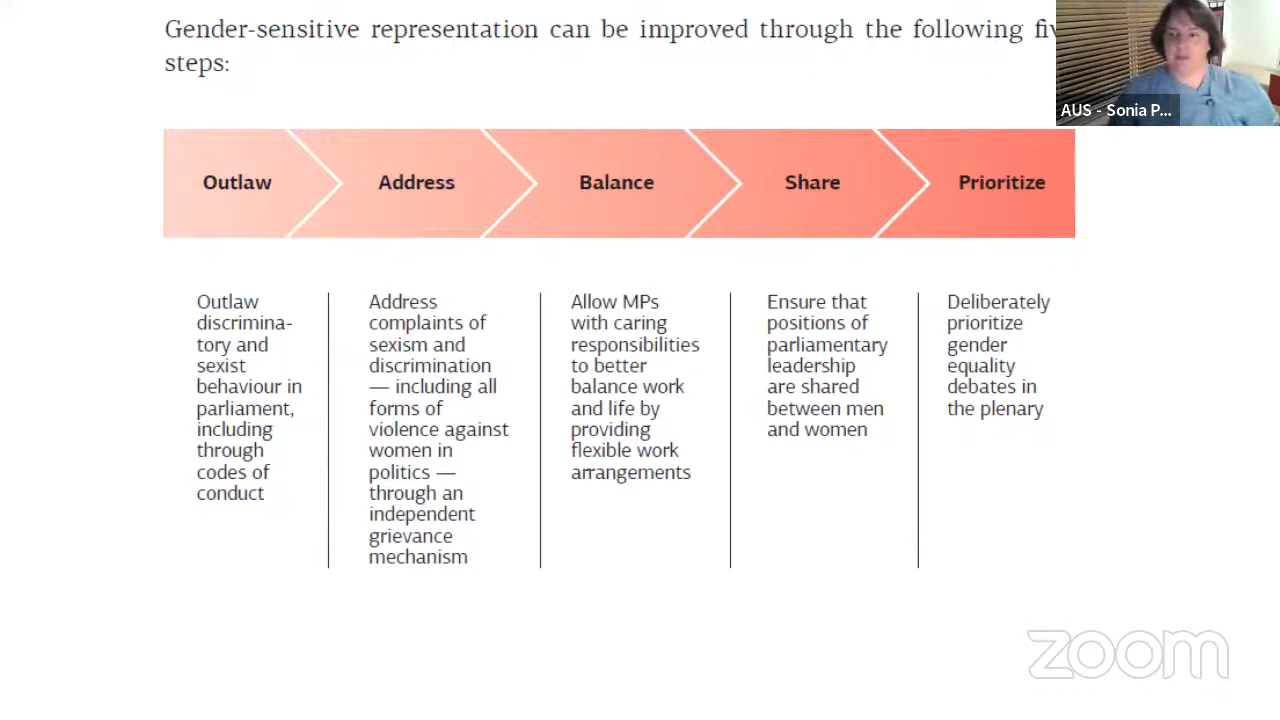 Gender-sensitive representation can be improved through the following
steps:
AUS - Sonia P...
Outlaw
Address
Balance
Share
Prioritize
Outlaw
discrimina-
tory and
sexist
behaviour in
parliament,
including
through
codes of
conduct
Address
complaints of
sexism and
discrimination
— including all
forms of
violence against
women in
politics —
through an
independent
grievance
mechanism
Allow MPs
with caring
responsibilities
to better
balance work
and life by
providing
flexible work
arrangements
Ensure that
positions of
parliamentary
leadership
are shared
between men
and women
Deliberately
prioritize
gender
equality
debates in
the plenary
zoom